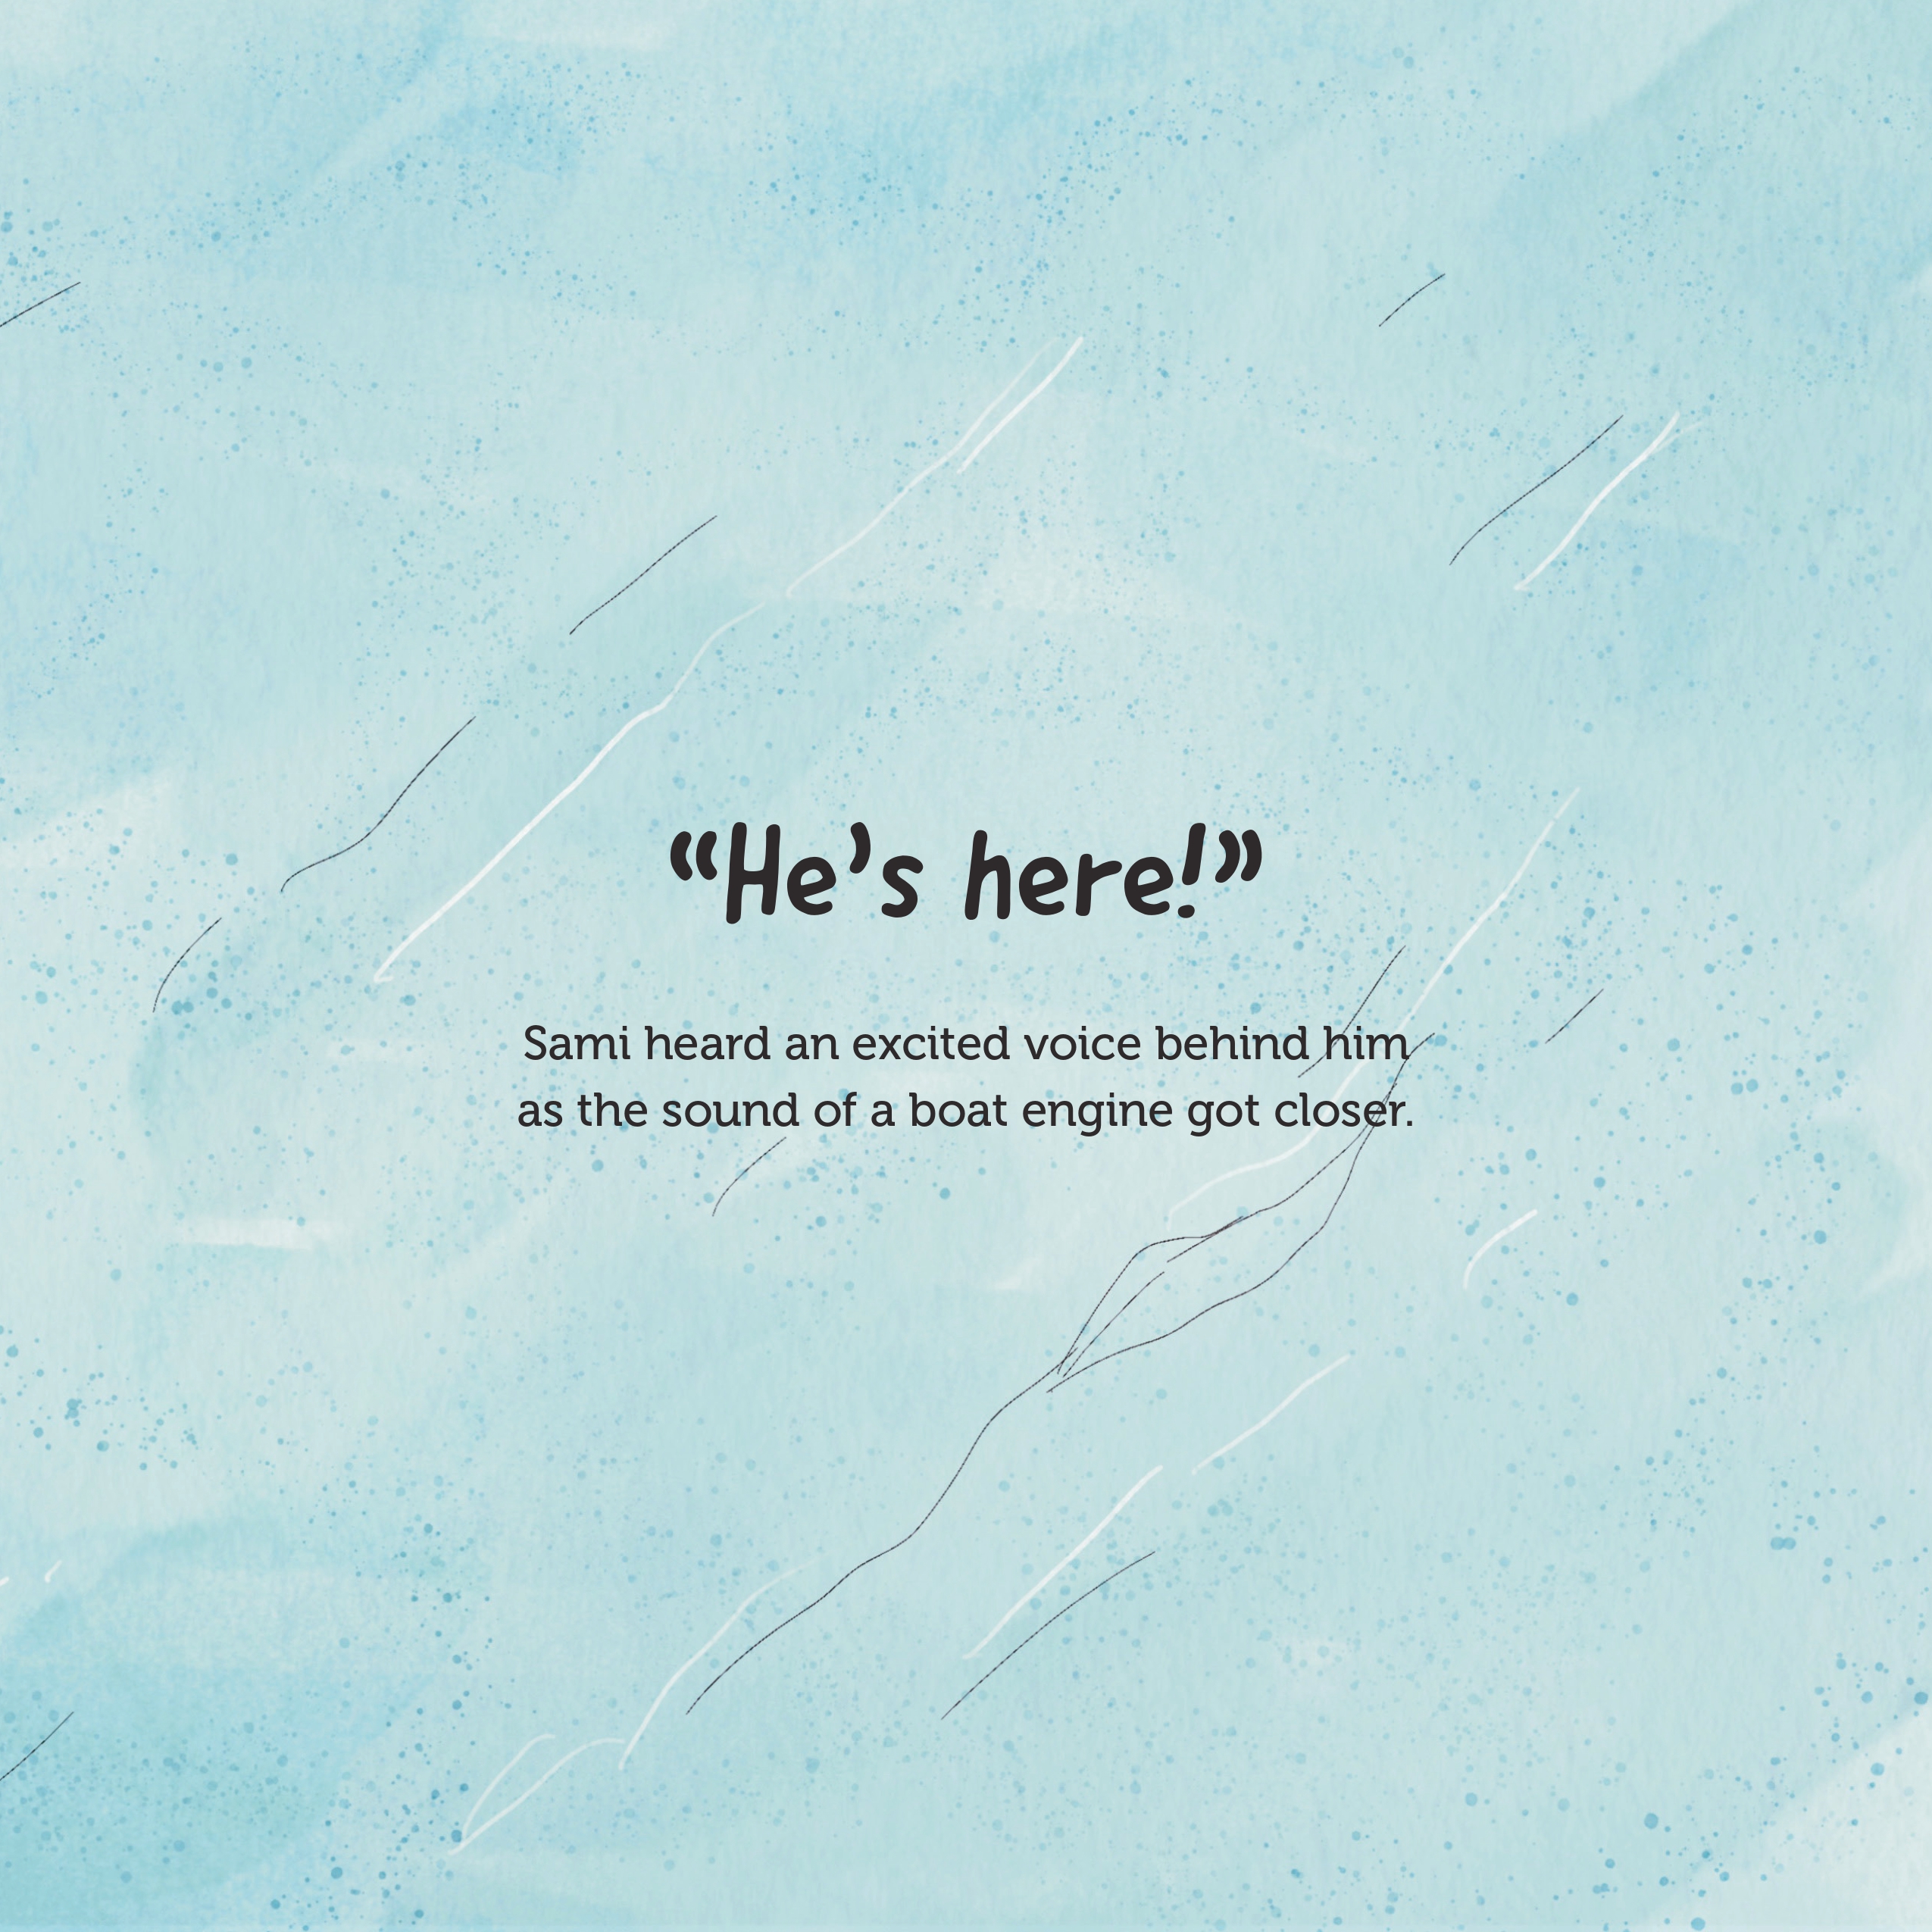 “He’s here!”
Sami heard an excited voice behind him
as the sound of a boat engine got closer.